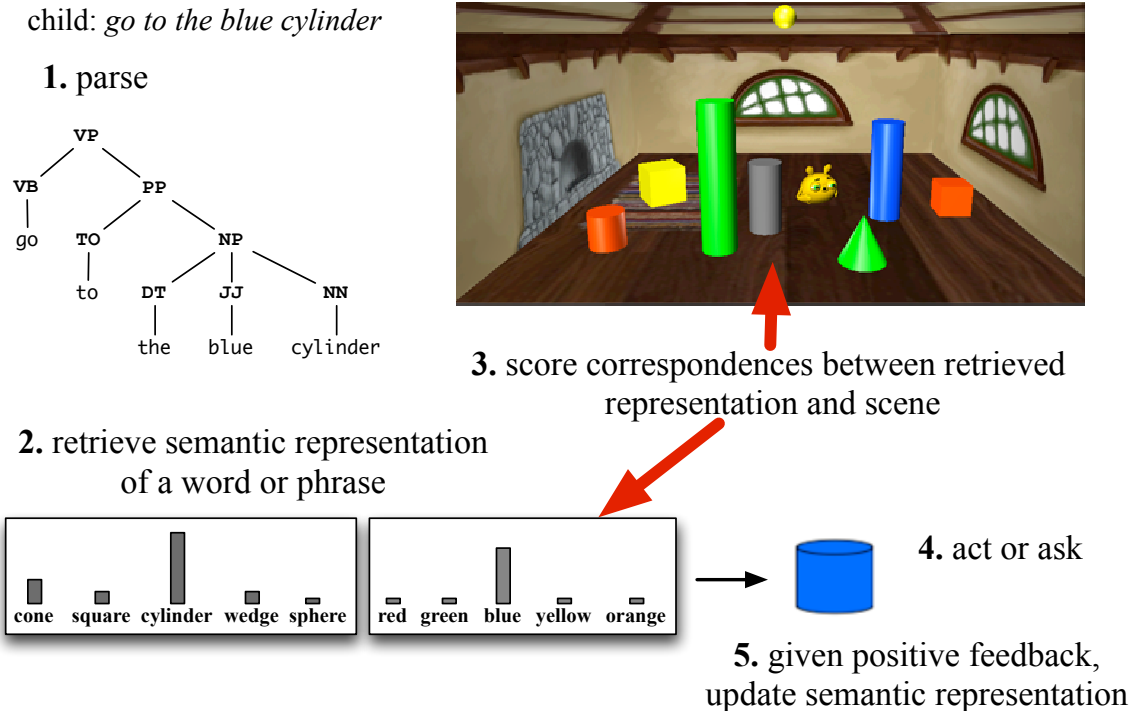 child: go to the blue cylinder
1. parse
VP
VB PP
go TO NP
to DT JJ NN
the blue cylinder
3. score correspondences between retrieved
representation and scene
2. retrieve semantic representation
of a word or phrase
cone square cylinder wedge sphere
red green blue yellow orange
4. act or ask
5. given positive feedback,
update semantic representation